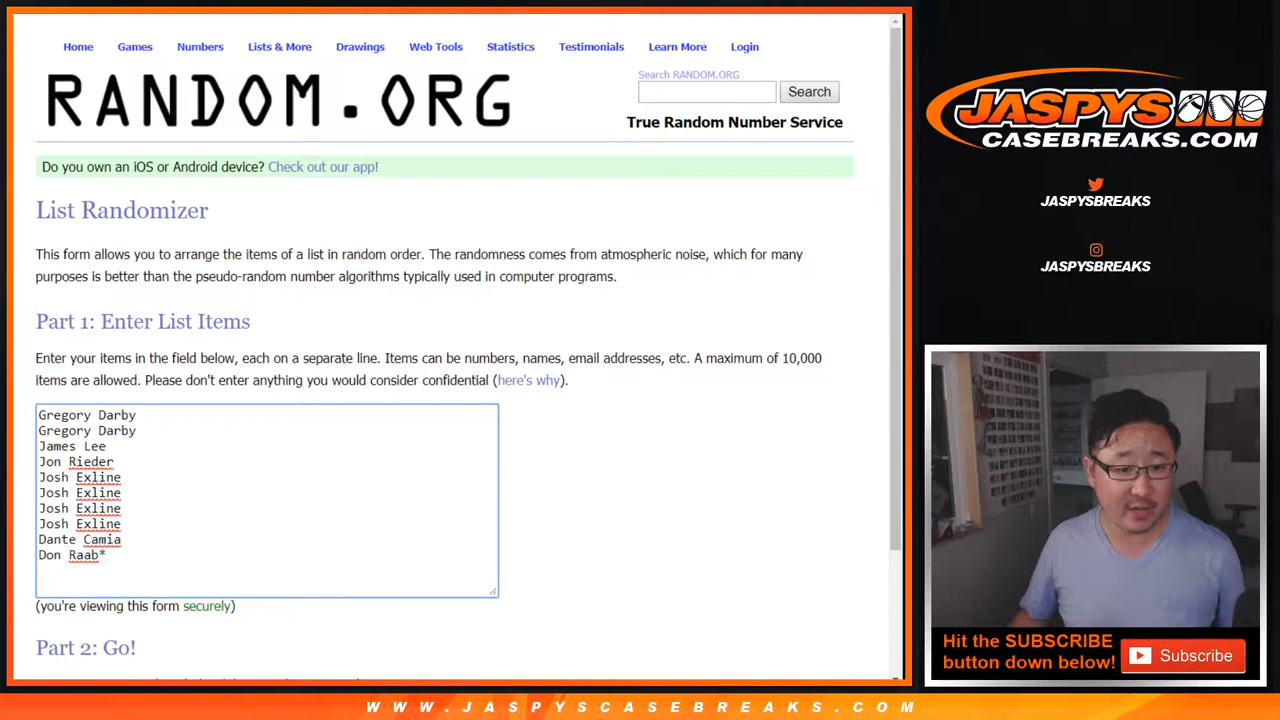 Home Games Numbers Lists & More Drawings Web Tools Statistics Testimonials Learn More Login
RANDOM.ORG
Search RANDOM.ORG
Search
True Random Number Service
Do you own an iOS or Android device? Check out our app!
List Randomizer
This form allows you to arrange the items of a list in random order. The randomness comes from atmospheric noise, which for many
purposes is better than the pseudo-random number algorithms typically used in computer programs.
Part 1: Enter List Items
Enter your items in the field below, each on a separate line. Items can be numbers, names, email addresses, etc. A maximum of 10,000
items are allowed. Please don't enter anything you would consider confidential (here's why).
Gregory Darby
Gregory Darby
James Lee
Jon Rieder
Josh Exline
Josh Exline
Josh Exline
Josh Exline
Dante Camia
Don Raab*
(you're viewing this form securely)
Part 2: Go!
JASPYS
CASEBREAKS.COM
JASPYSBREAKS
JASPYSBREAKS
Hit the SUBSCRIBE
button down below!
Subscribe
WWW.JASPYSCASEBREAKS.COM